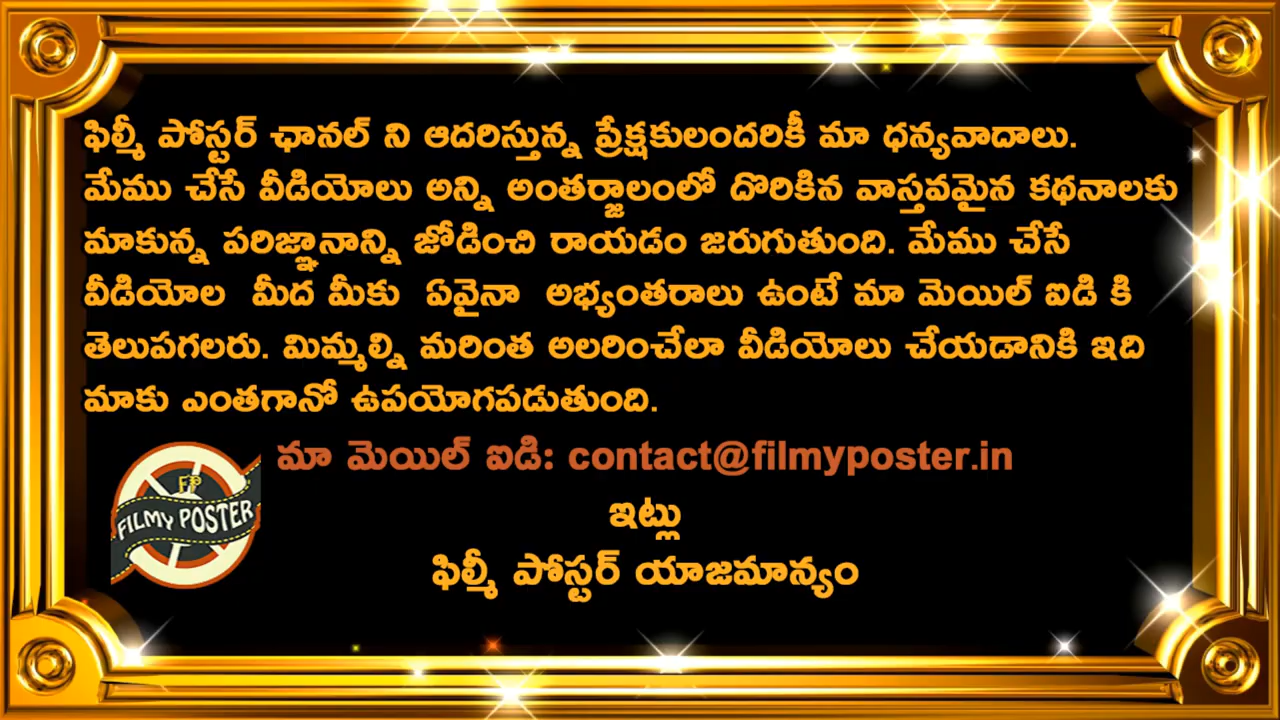 ఫిల్మీ పోస్టర్ ఛానల్ ని ఆదరిస్తున్న ప్రేక్షకులందరికీ మా ధన్యవాదాలు.
మేము చేసే వీడియోలు అన్ని అంతర్జాలంలో దొరికిన వాస్తవమైన కథనాలకు
మాకున్న పరిజ్ఞానాన్ని జోడించి రాయడం జరుగుతుంది. మేము చేసే
వీడియోల మీద మీకు ఏవైనా అభ్యంతరాలు ఉంటే మా మెయిల్ ఐడి కి
తెలుపగలరు. మిమ్మల్ని మరింత అలరించేలా వీడియోలు చేయడానికి ఇది
మాకు ఎంతగానో ఉపయోగపడుతుంది.
మా మెయిల్ ఐడి: contact@filmyposter.in
FP
FILMY POSTER
ఇట్లు
ఫిల్మీ పోస్టర్ యాజమాన్యం